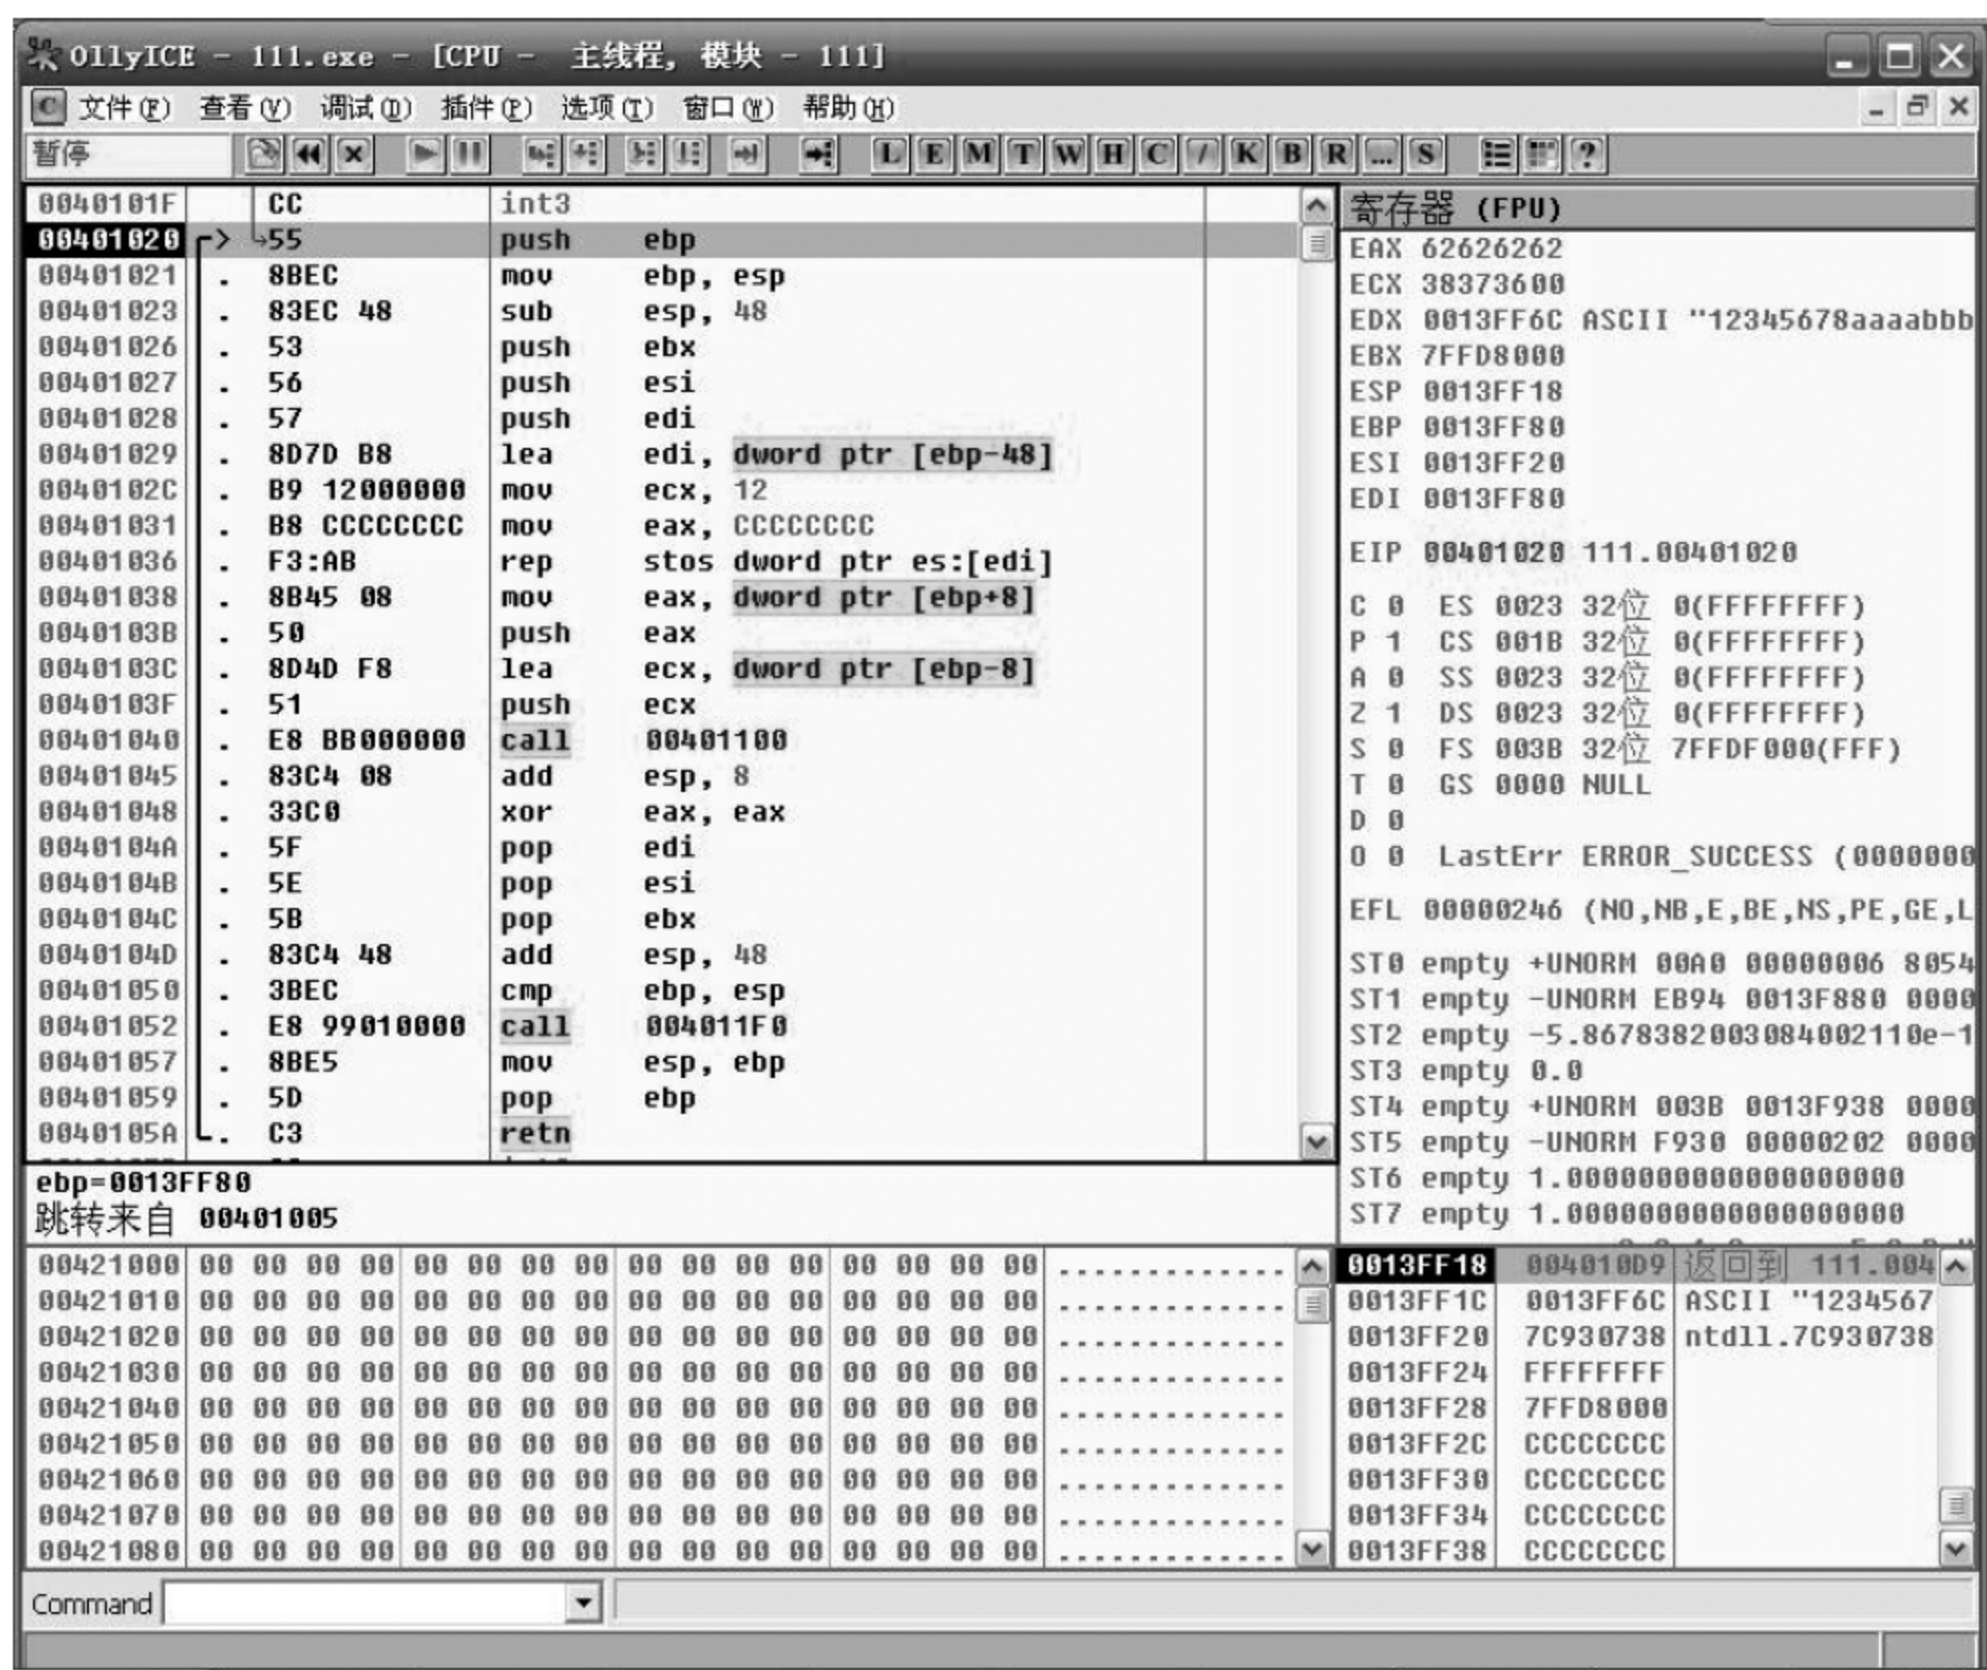 OllyICE - 111.exe - [CPU - 主线程, 模块 - 111]
C 文件(F) 查看(V) 调试(D) 插件(P) 选项(T) 窗口(W) 帮助(H)
暂停 L E M T W H C / K B R ... S ?
0040101F CC int3
00401020 > 55 push ebp
00401021 . 8BEC mov ebp, esp
00401023 . 83EC 48 sub esp, 48
00401026 . 53 push ebx
00401027 . 56 push esi
00401028 . 57 push edi
00401029 . 8D7D B8 lea edi, dword ptr [ebp-48]
0040102C . B9 12000000 mov ecx, 12
00401031 . B8 CCCCCCCC mov eax, CCCCCCCC
00401036 . F3:AB rep stos dword ptr es:[edi]
00401038 . 8B45 08 mov eax, dword ptr [ebp+8]
0040103B . 50 push eax
0040103C . 8D4D F8 lea ecx, dword ptr [ebp-8]
0040103F . 51 push ecx
00401040 . E8 BB000000 call 00401100
00401045 . 83C4 08 add esp, 8
00401048 . 33C0 xor eax, eax
0040104A . 5F pop edi
0040104B . 5E pop esi
0040104C . 5B pop ebx
0040104D . 83C4 48 add esp, 48
00401050 . 3BEC cmp ebp, esp
00401052 . E8 99010000 call 004011F0
00401057 . 8BE5 mov esp, ebp
00401059 . 5D pop ebp
0040105A . C3 retn
ebp=0013FF80
跳转来自 00401005
寄存器 (FPU)
EAX 62626262
ECX 38373600
EDX 0013FF6C ASCII "12345678aaaabbb
EBX 7FFD8000
ESP 0013FF18
EBP 0013FF80
ESI 0013FF20
EDI 0013FF80
EIP 00401020 111.00401020
C 0 ES 0023 32位 0(FFFFFFFF)
P 1 CS 001B 32位 0(FFFFFFFF)
A 0 SS 0023 32位 0(FFFFFFFF)
Z 1 DS 0023 32位 0(FFFFFFFF)
S 0 FS 003B 32位 7FFDF000(FFF)
T 0 GS 0000 NULL
D 0
O 0 LastErr ERROR_SUCCESS (0000000
EFL 00000246 (NO,NB,E,BE,NS,PE,GE,L
ST0 empty +UNORM 00A0 00000006 8054
ST1 empty -UNORM EB94 0013F880 0000
ST2 empty -5.8678382003084002110e-1
ST3 empty 0.0
ST4 empty +UNORM 003B 0013F938 0000
ST5 empty -UNORM F930 00000202 0000
ST6 empty 1.0000000000000000000
ST7 empty 1.0000000000000000000
00421000 00 00 00 00 00 00 00 00 00 00 00 00 00 00 00 00 .............
00421010 00 00 00 00 00 00 00 00 00 00 00 00 00 00 00 00 .............
00421020 00 00 00 00 00 00 00 00 00 00 00 00 00 00 00 00 .............
00421030 00 00 00 00 00 00 00 00 00 00 00 00 00 00 00 00 .............
00421040 00 00 00 00 00 00 00 00 00 00 00 00 00 00 00 00 .............
00421050 00 00 00 00 00 00 00 00 00 00 00 00 00 00 00 00 .............
00421060 00 00 00 00 00 00 00 00 00 00 00 00 00 00 00 00 .............
00421070 00 00 00 00 00 00 00 00 00 00 00 00 00 00 00 00 .............
00421080 00 00 00 00 00 00 00 00 00 00 00 00 00 00 00 00 .............
0013FF18 004010D9 返回到 111.004
0013FF1C 0013FF6C ASCII "1234567
0013FF20 7C930738 ntdll.7C930738
0013FF24 FFFFFFFF
0013FF28 7FFD8000
0013FF2C CCCCCCCC
0013FF30 CCCCCCCC
0013FF34 CCCCCCCC
0013FF38 CCCCCCCC
Command